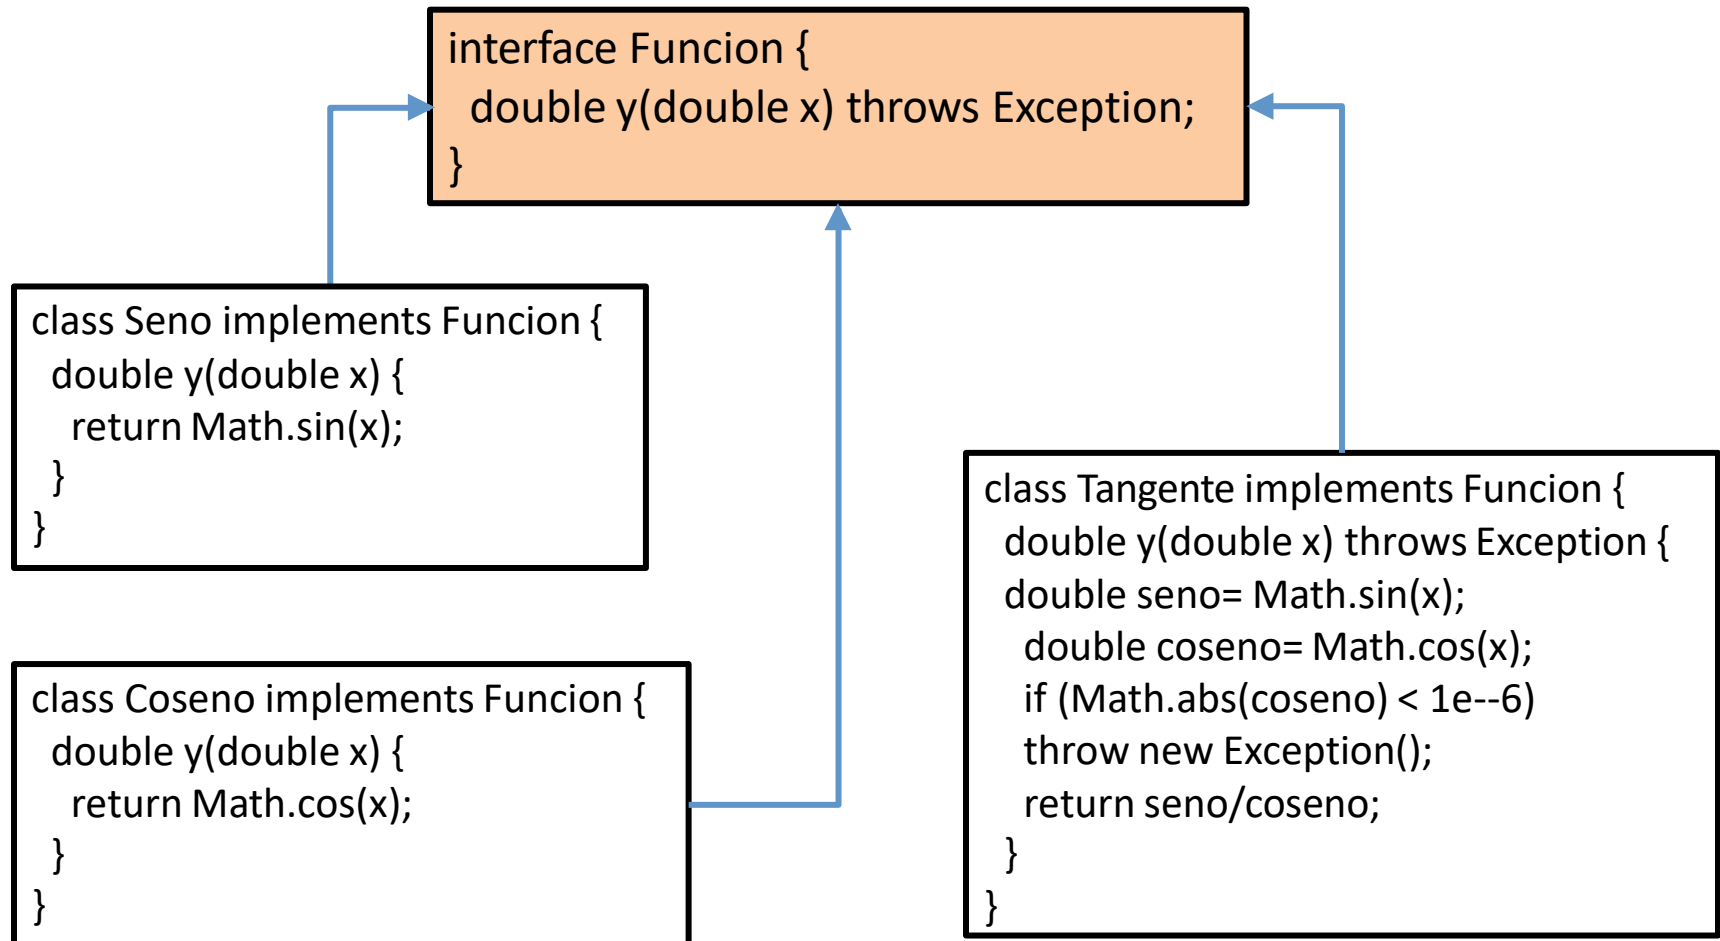 interface Funcion {
double y(double x) throws Exception;
}
class Seno implements Funcion {
double y(double x) {
return Math.sin(x);
}
}
class Coseno implements Funcion {
double y(double x) {
return Math.cos(x);
}
}
class Tangente implements Funcion {
double y(double x) throws Exception {
double seno= Math.sin(x);
double coseno= Math.cos(x);
if (Math.abs(coseno) < 1e--6)
throw new Exception();
return seno/coseno;
}
}